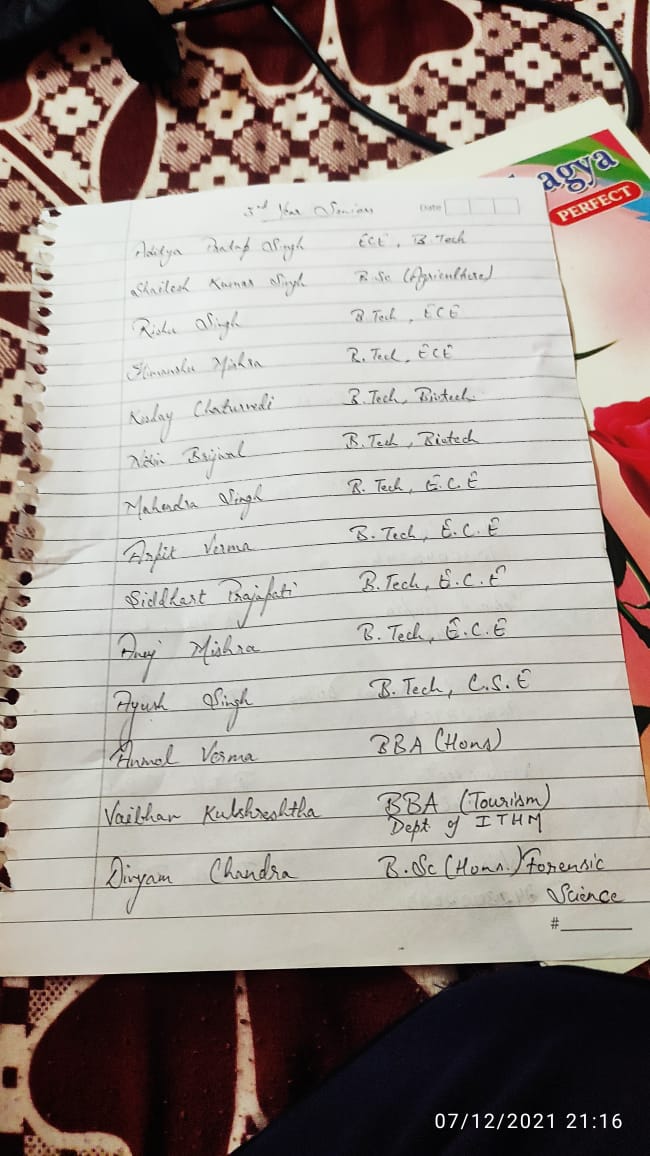 agya
PERFECT
3rd Year Seniors
Date
Aditya Pratap Singh ECE, B.Tech
Shailesh Kumar Singh B.Sc (Agriculture)
Rishu Singh B.Tech, ECE
Himanshu Mishra B.Tech, ECE
Chaturvedi B.Tech, Biotech
Nitin B.Tech, Biotech
Mahendra Singh B. Tech, E.C.E
Arpit Verma B. Tech, E.C.E
Siddhart Prajapati B.Tech, E.C.E
Mishra B. Tech, E.C.E
Ayush Singh B. Tech, C.S.E
Anmol Verma BBA (Hons)
Vaibhav Kulshreshtha BBA (Tourism)
Dept of ITHM
Divyam Chandra B.Sc (Hons.) Forensic
Science
#
07/12/2021 21:16